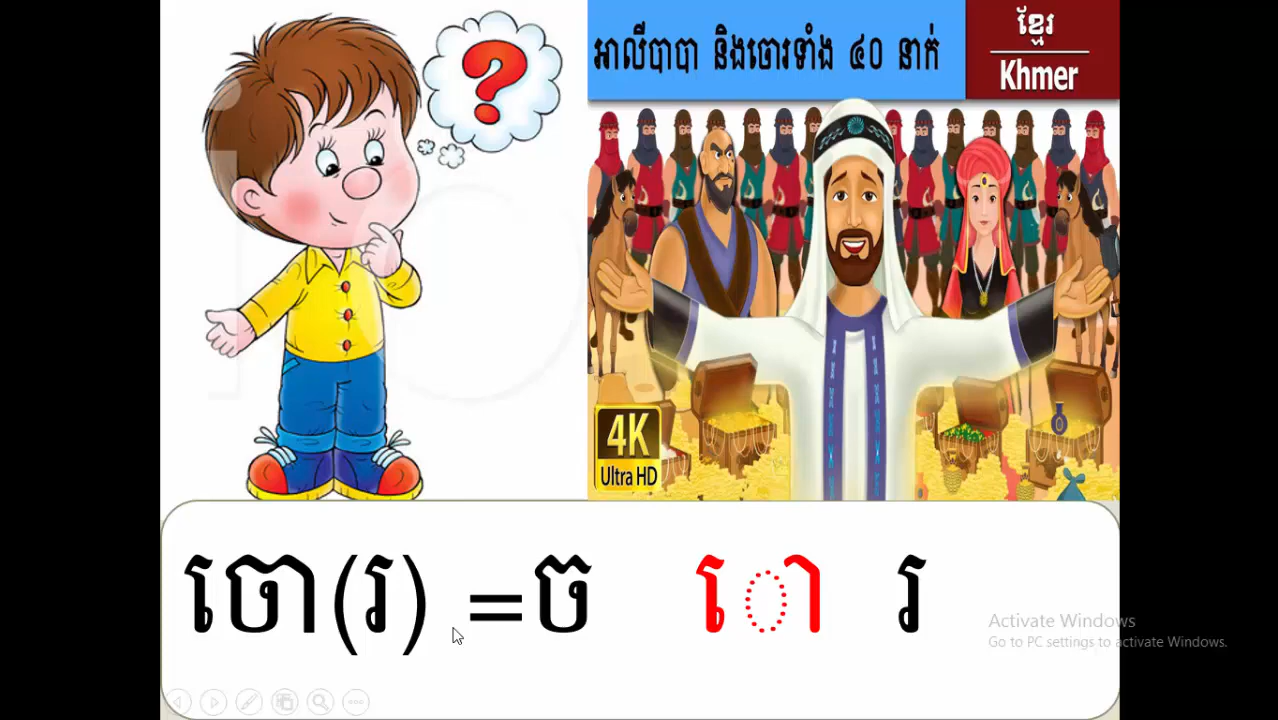 ?
អាលីបាបា និងចោរទាំង ៤០ នាក់
ខ្មែរ
Khmer
4K
Ultra HD
ចោ(រ) =ច ោ រ
Activate Windows
Go to PC settings to activate Windows.